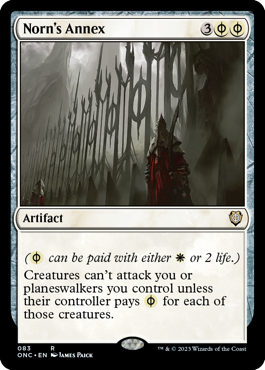 Norn's Annex 3
Artifact
( can be paid with either or 2 life.)
Creatures can't attack you or
planeswalkers you control unless
their controller pays for each of
those creatures.
083 R
ONC • EN JAMES PAICK
™ & © 2023 Wizards of the Coast